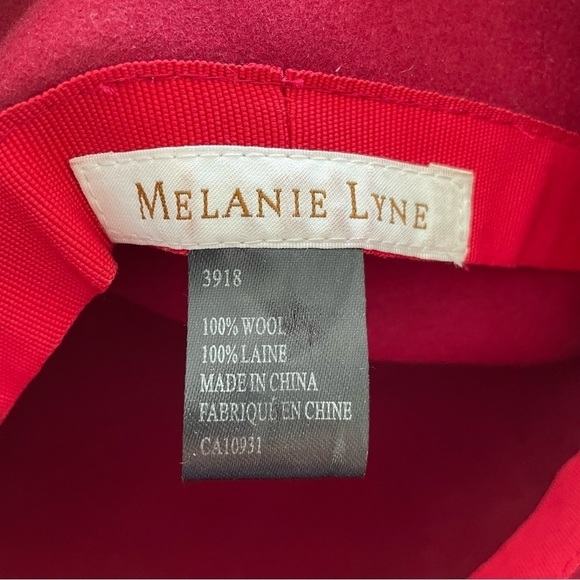 MELANIE LYNE
3918
100% WOOL
100% LAINE
MADE IN CHINA
FABRIQUÉ EN CHINE
CA10931